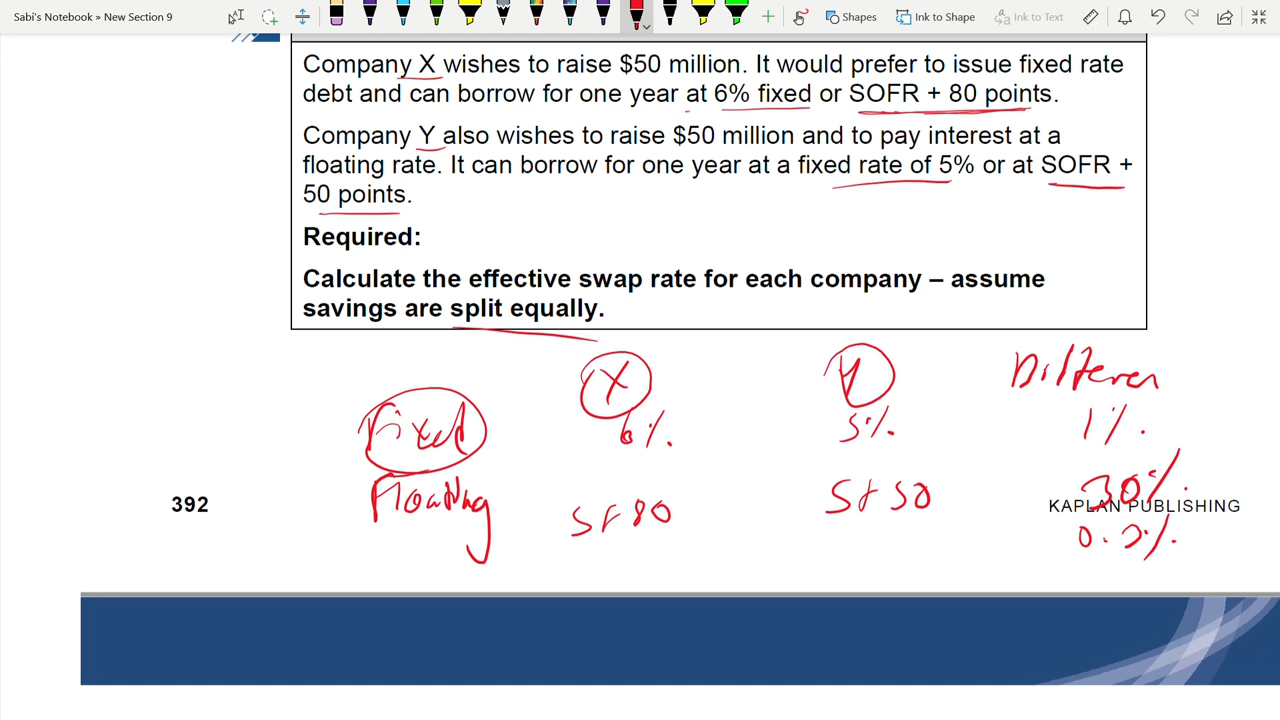 Sabi's Notebook » New Section 9
Shapes
Ink to Shape
Ink to Text
Company X wishes to raise $50 million. It would prefer to issue fixed rate
debt and can borrow for one year at 6% fixed or SOFR + 80 points.
Company Y also wishes to raise $50 million and to pay interest at a
floating rate. It can borrow for one year at a fixed rate of 5% or at SOFR +
50 points.
Required:
Calculate the effective swap rate for each company – assume
savings are split equally.
X Y Differen
Fixed 6%. 5%. 1%.
Floating S+80 S+50 30%.
392
KAPLAN PUBLISHING